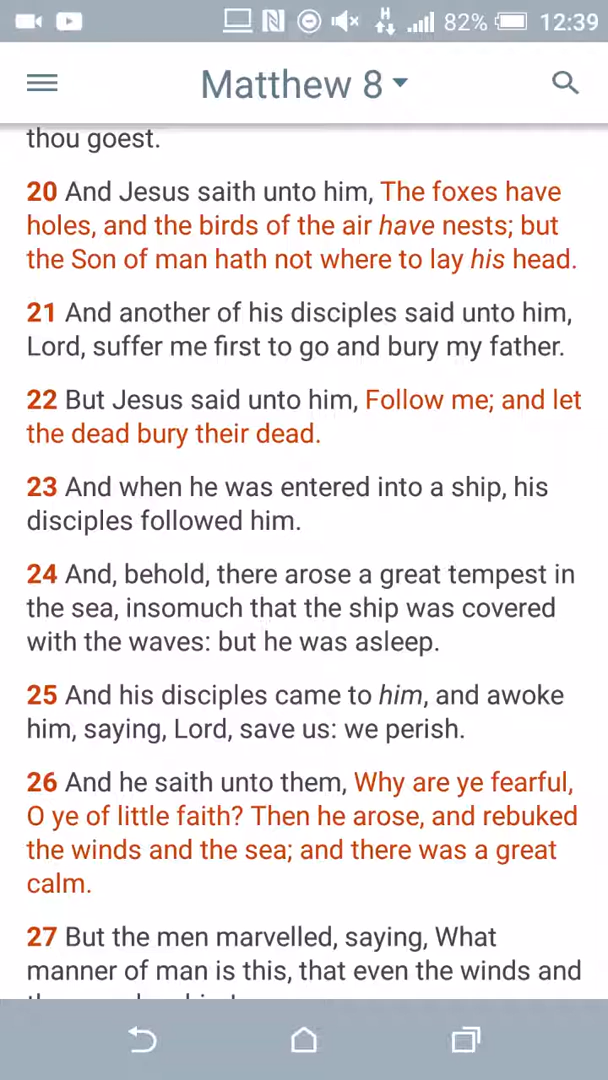 H 82% 12:39
Matthew 8
thou goest.
20 And Jesus saith unto him, The foxes have
holes, and the birds of the air have nests; but
the Son of man hath not where to lay his head.
21 And another of his disciples said unto him,
Lord, suffer me first to go and bury my father.
22 But Jesus said unto him, Follow me; and let
the dead bury their dead.
23 And when he was entered into a ship, his
disciples followed him.
24 And, behold, there arose a great tempest in
the sea, insomuch that the ship was covered
with the waves: but he was asleep.
25 And his disciples came to him, and awoke
him, saying, Lord, save us: we perish.
26 And he saith unto them, Why are ye fearful,
O ye of little faith? Then he arose, and rebuked
the winds and the sea; and there was a great
calm.
27 But the men marvelled, saying, What
manner of man is this, that even the winds and